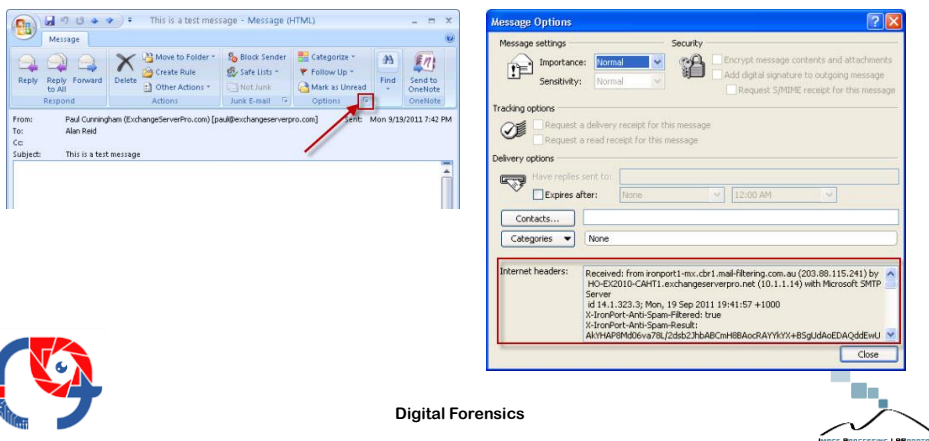 This is a test message - Message (HTML)
Message
Reply
Reply to All
Forward
Delete
Move to Folder
Create Rule
Other Actions
Block Sender
Safe Lists
Not Junk
Categorize
Follow Up
Mark as Unread
Find
Send to OneNote
Respond
Actions
Junk E-mail
Options
OneNote
From: Paul Cunningham (ExchangeServerPro.com) [paul@exchangeserverpro.com] Sent: Mon 9/19/2011 7:42 PM
To: Alan Reid
Cc:
Subject: This is a test message
Message Options
Message settings
Security
Importance: Normal
Encrypt message contents and attachments
Add digital signature to outgoing message
Sensitivity: Normal
Request S/MIME receipt for this message
Tracking options
Request a delivery receipt for this message
Request a read receipt for this message
Delivery options
Have replies sent to:
Expires after: None 12:00 AM
Contacts...
Categories None
Internet headers:
Received: from ironport1-mx.cbr1.mail-filtering.com.au (203.88.115.241) by
HO-EX2010-CAHT1.exchangeserverpro.net (10.1.1.14) with Microsoft SMTP
Server
id 14.1.323.3; Mon, 19 Sep 2011 19:41:57 +1000
X-IronPort-Anti-Spam-Filtered: true
X-IronPort-Anti-Spam-Result:
Close
Digital Forensics